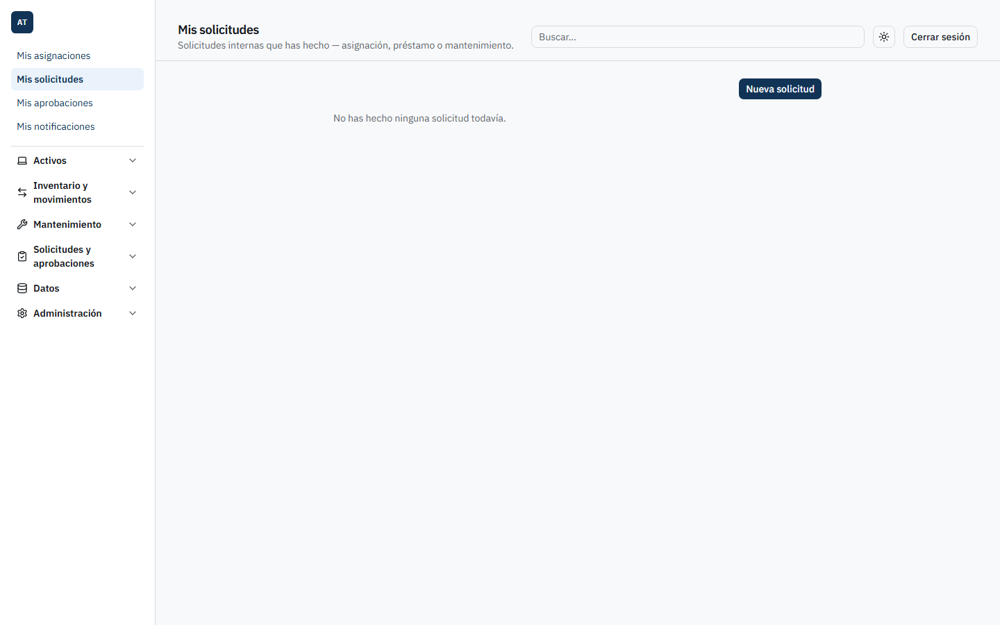 AT
Mis asignaciones
Mis solicitudes
Mis aprobaciones
Mis notificaciones
Activos
Inventario y
movimientos
Mantenimiento
Solicitudes y
aprobaciones
Datos
Administración
Mis solicitudes
Solicitudes internas que has hecho — asignación, préstamo o mantenimiento.
Buscar...
Cerrar sesión
Nueva solicitud
No has hecho ninguna solicitud todavía.